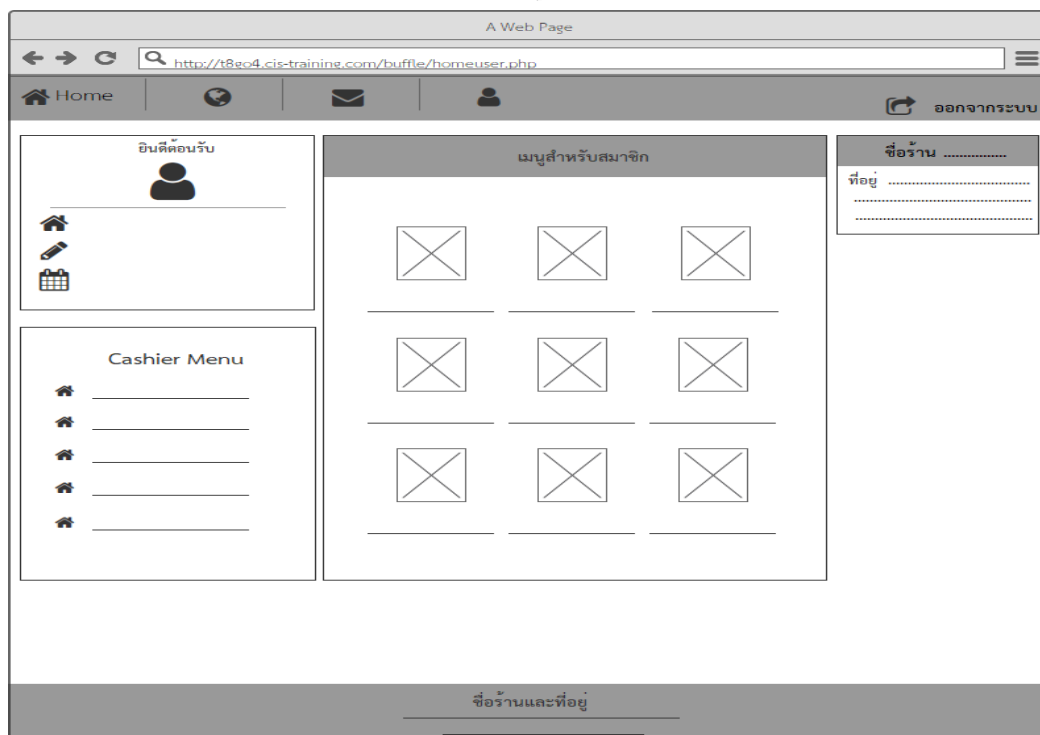 A Web Page
http://t8go4.cis-training.com/buffle/homeuser.php
Home
ออกจากระบบ
ยินดีต้อนรับ
Cashier Menu
เมนูสำหรับสมาชิก
ชื่อร้าน ................
ที่อยู่ ....................................
.............................................
.............................................
ชื่อร้านและที่อยู่